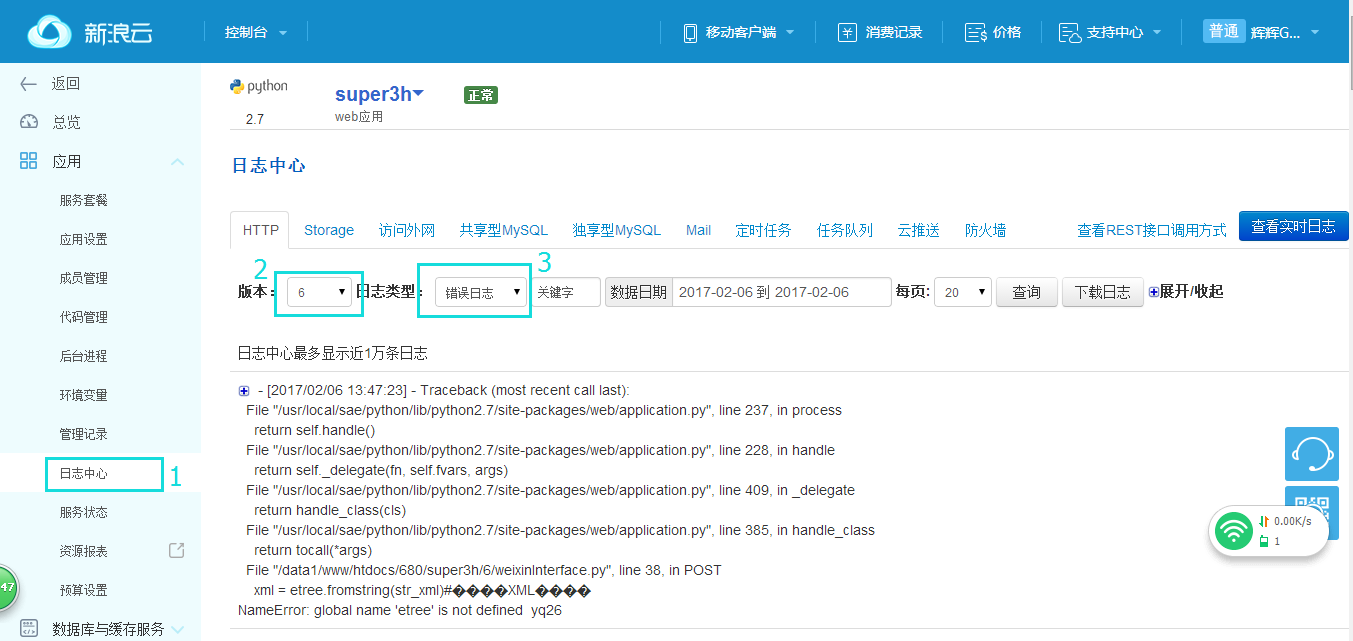 新浪云 控制台 移动客户端 消费记录 价格 支持中心 普通 辉辉G...
返回
总览
应用
服务套餐
应用设置
成员管理
代码管理
后台进程
环境变量
管理记录
日志中心 1
服务状态
资源报表
预算设置
数据库与缓存服务
47
python
2.7
super3h 正常
web应用
日志中心
HTTP Storage 访问外网 共享型MySQL 独享型MySQL Mail 定时任务 任务队列 云推送 防火墙 查看REST接口调用方式 查看实时日志
2 3
版本: 6 日志类型: 错误日志 关键字 数据日期 2017-02-06 到 2017-02-06 每页: 20 查询 下载日志 展开/收起
日志中心最多显示近1万条日志
- [2017/02/06 13:47:23] - Traceback (most recent call last):
File "/usr/local/sae/python/lib/python2.7/site-packages/web/application.py", line 237, in process
return self.handle()
File "/usr/local/sae/python/lib/python2.7/site-packages/web/application.py", line 228, in handle
return self._delegate(fn, self.fvars, args)
File "/usr/local/sae/python/lib/python2.7/site-packages/web/application.py", line 409, in _delegate
return handle_class(cls)
File "/usr/local/sae/python/lib/python2.7/site-packages/web/application.py", line 385, in handle_class
return tocall(*args)
File "/data1/www/htdocs/680/super3h/6/weixinInterface.py", line 38, in POST
xml = etree.fromstring(str_xml)#����XML����
NameError: global name 'etree' is not defined yq26
0.00K/s
1